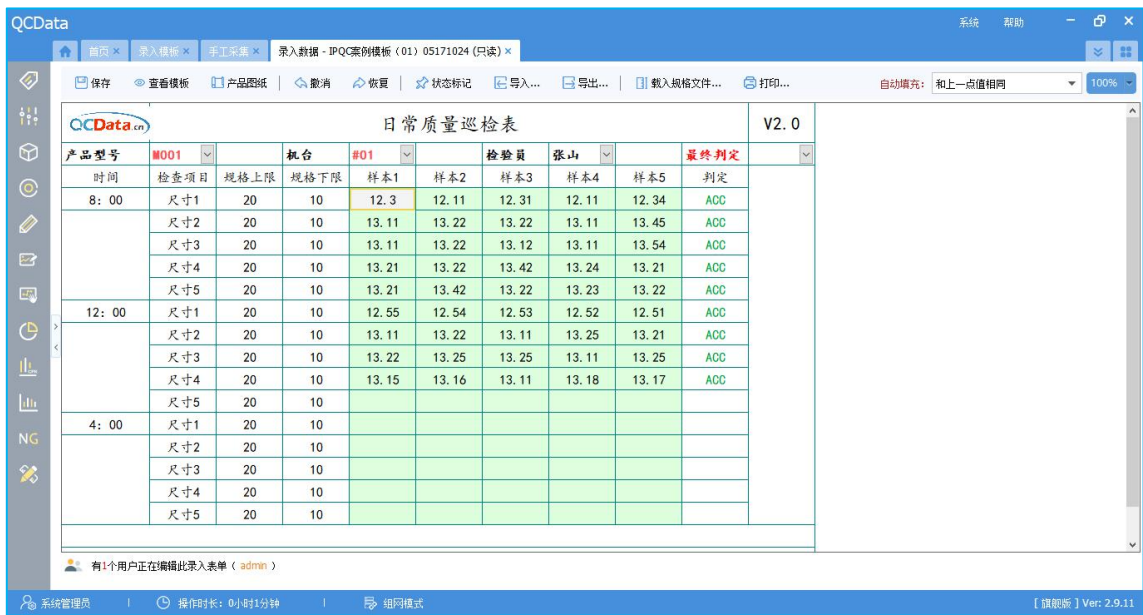 QCData 系统 帮助
首页 录入模板 手工采集 录入数据 - IPQC案例模板（01）05171024 (只读)
保存 查看模板 产品图纸 撤消 恢复 状态标记 导入... 导出... 载入规格文件... 打印... 自动填充: 和上一点值相同 100%
QCData.cn 日常质量巡检表 V2.0
产品型号 M001 机台 #01 检验员 张山 最终判定
时间 检查项目 规格上限 规格下限 样本1 样本2 样本3 样本4 样本5 判定
8: 00 尺寸1 20 10 12.3 12.11 12.31 12.11 12.34 ACC
尺寸2 20 10 13.11 13.22 13.22 13.11 13.45 ACC
尺寸3 20 10 13.11 13.22 13.12 13.11 13.54 ACC
尺寸4 20 10 13.21 13.22 13.42 13.24 13.21 ACC
尺寸5 20 10 13.21 13.42 13.22 13.23 13.22 ACC
12: 00 尺寸1 20 10 12.55 12.54 12.53 12.52 12.51 ACC
尺寸2 20 10 13.11 13.22 13.11 13.25 13.21 ACC
尺寸3 20 10 13.22 13.25 13.25 13.11 13.25 ACC
尺寸4 20 10 13.15 13.16 13.11 13.18 13.17 ACC
尺寸5 20 10
4: 00 尺寸1 20 10
尺寸2 20 10
尺寸3 20 10
尺寸4 20 10
尺寸5 20 10
NG
有1个用户正在编辑此录入表单（ admin ）
系统管理员 操作时长: 0小时1分钟 组网模式 [ 旗舰版 ] Ver: 2.9.11